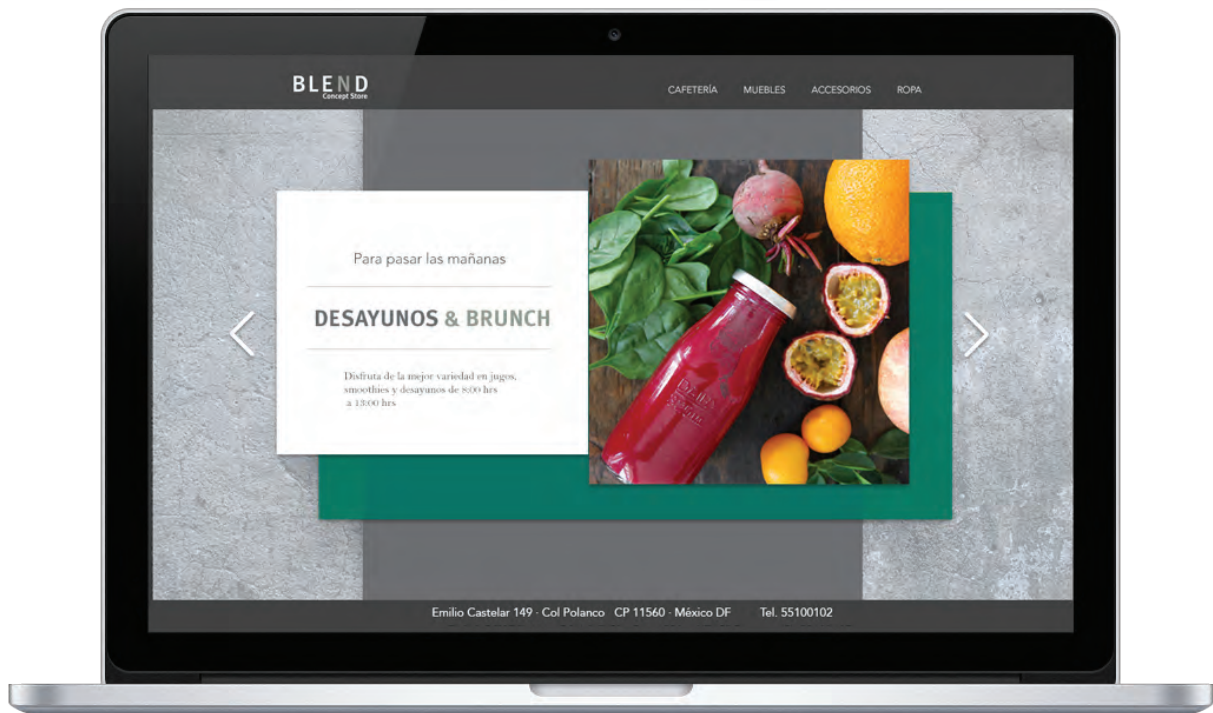 BLEND
Concept Store
CAFETERÍA MUEBLES ACCESORIOS ROPA
Para pasar las mañanas
DESAYUNOS & BRUNCH
Disfruta de la mejor variedad en jugos,
smoothies y desayunos de 8:00 hrs
a 13:00 hrs
Emilio Castelar 149 · Col Polanco CP 11560 · México DF Tel. 55100102